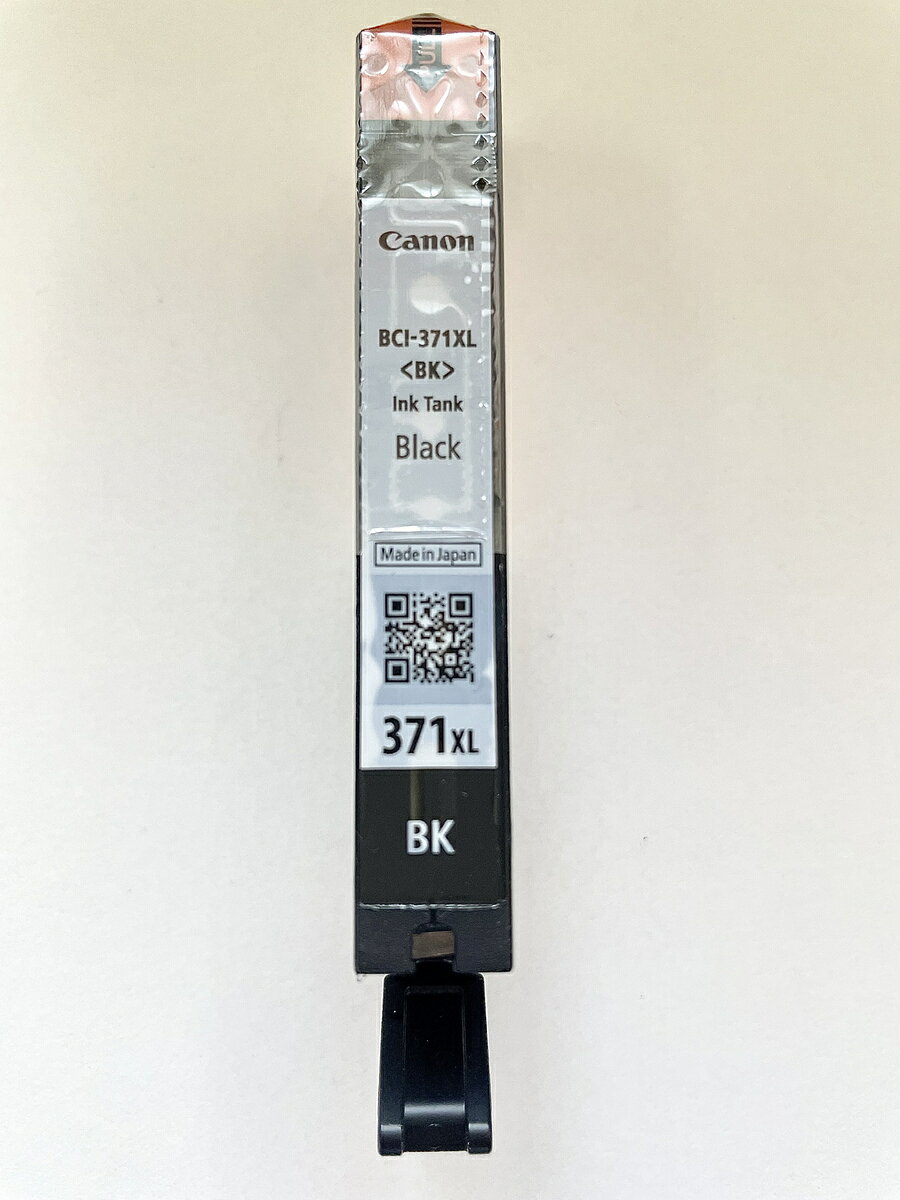 Canon
BCI-371XL
<BK>
Ink Tank
Black
Made in Japan
371XL
BK